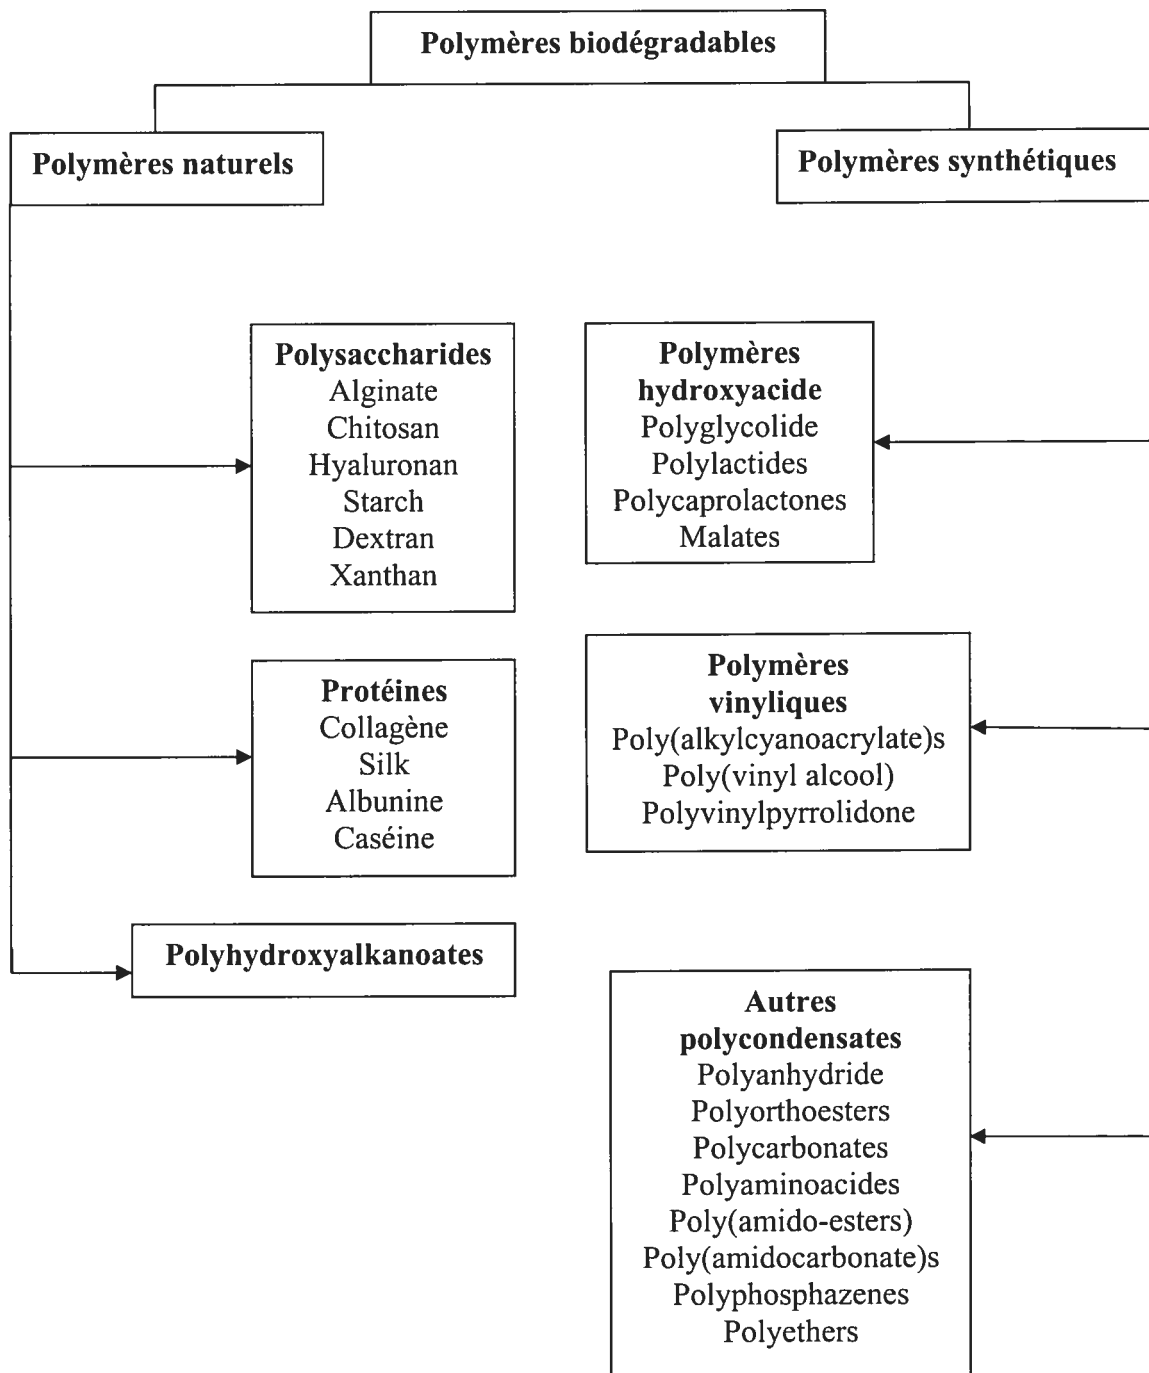 Polymères biodégradables
Polymères naturels
Polymères synthétiques
Polysaccharides
Alginate
Chitosan
Hyaluronan
Starch
Dextran
Xanthan
Protéines
Collagène
Silk
Albunine
Caséine
Polyhydroxyalkanoates
Polymères
hydroxyacide
Polyglycolide
Polylactides
Polycaprolactones
Malates
Polymères
vinyliques
Poly(alkylcyanoacrylate)s
Poly(vinyl alcool)
Polyvinylpyrrolidone
Autres
polycondensates
Polyanhydride
Polyorthoesters
Polycarbonates
Polyaminoacides
Poly(amido-esters)
Poly(amidocarbonate)s
Polyphosphazenes
Polyethers